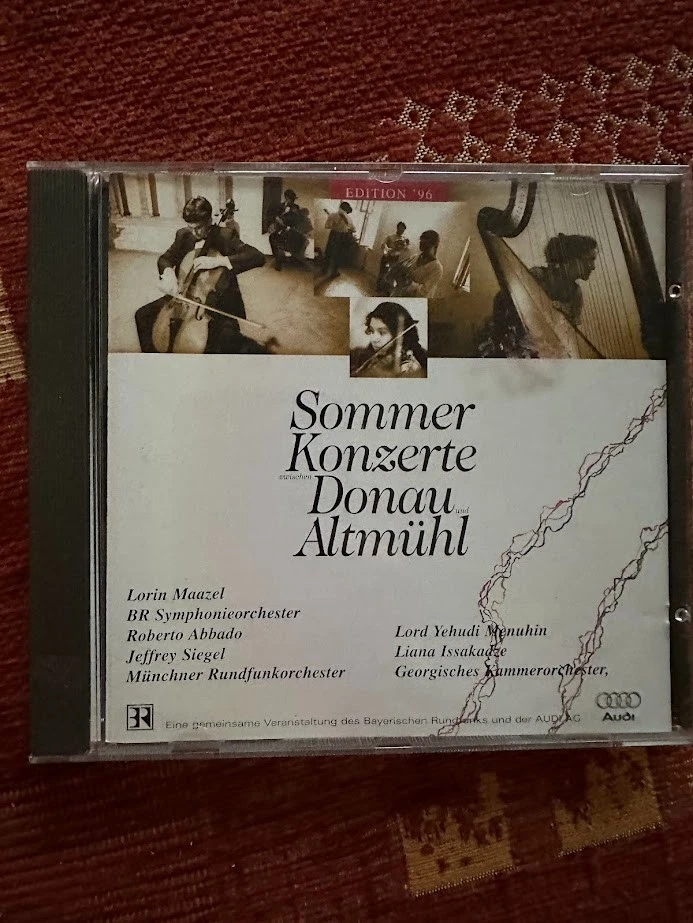 EDITION '96
Sommer
Konzerte
zwischen
Donau und
Altmühl
Lorin Maazel
BR Symphonieorchester
Roberto Abbado
Jeffrey Siegel
Münchner Rundfunkorchester
Lord Yehudi Menuhin
Liana Issakadze
Georgisches Kammerorchester,
BR
Eine gemeinsame Veranstaltung des Bayerischen Rundfunks und der AUDI AG
Audi